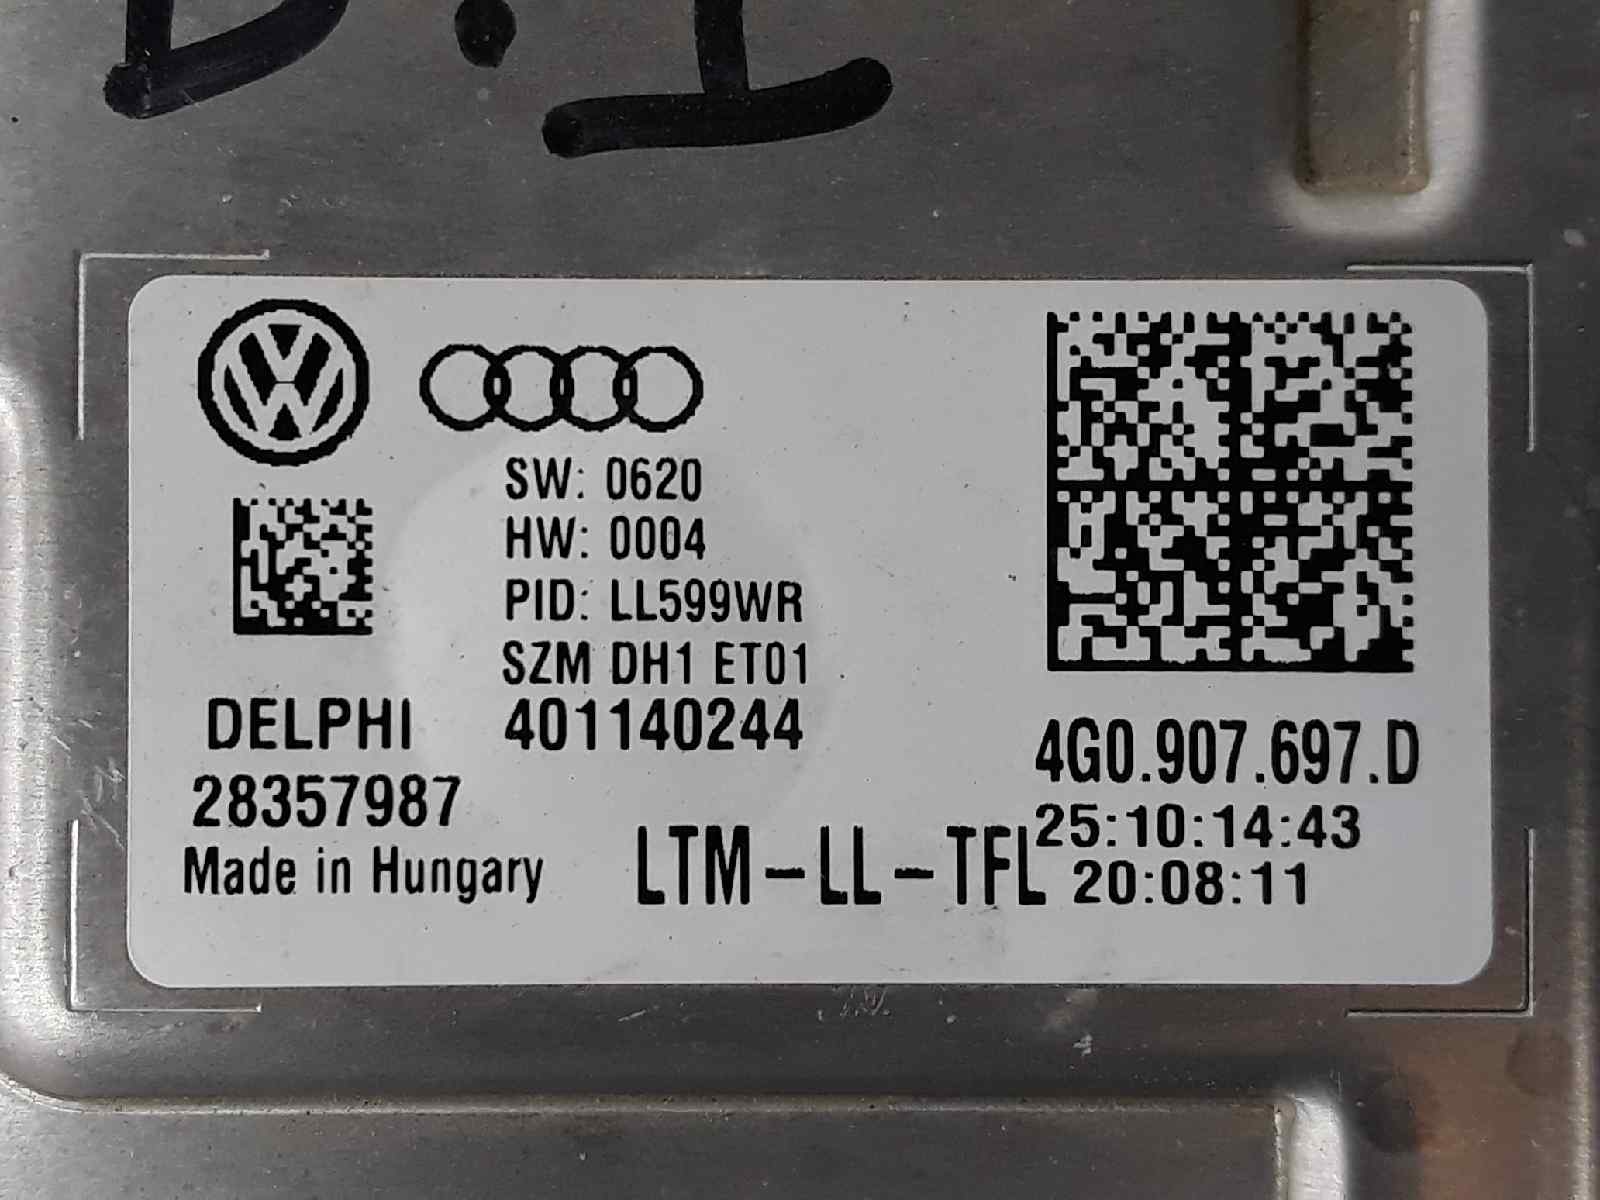 D.I
SW: 0620
HW: 0004
PID: LL599WR
SZM DH1 ET01
DELPHI 401140244
28357987
Made in Hungary
4G0.907.697.D
25:10:14:43
LTM-LL-TFL 20:08:11